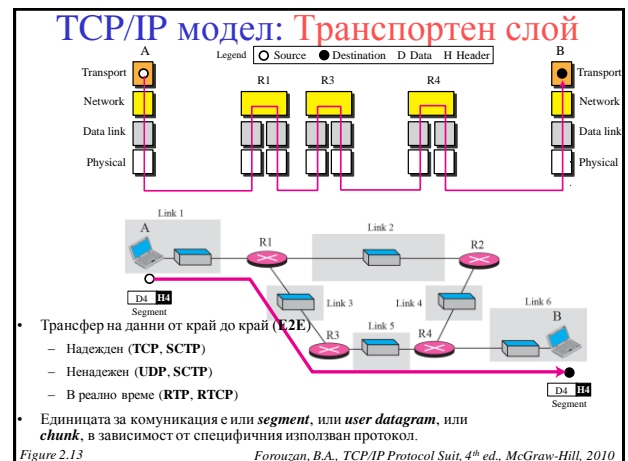 TCP/IP модел: Транспортен слой
A
Legend Source Destination D Data H Header
B
Transport
Transport
R1 R3 R4
Network
Network
Data link
Data link
Physical
Physical
Link 1
A
Link 2
R1
R2
D4 H4
Segment
Link 3
Link 4
Link 6
B
Link 5
R3
R4
D4 H4
Segment
• Трансфер на данни от край до край (E2E)
– Надежден (TCP, SCTP)
– Ненадежден (UDP, SCTP)
– В реално време (RTP, RTCP)
• Единицата за комуникация е или segment, или user datagram, или
chunk, в зависимост от специфичния използван протокол.
Figure 2.13 Forouzan, B.A., TCP/IP Protocol Suit, 4th ed., McGraw-Hill, 2010